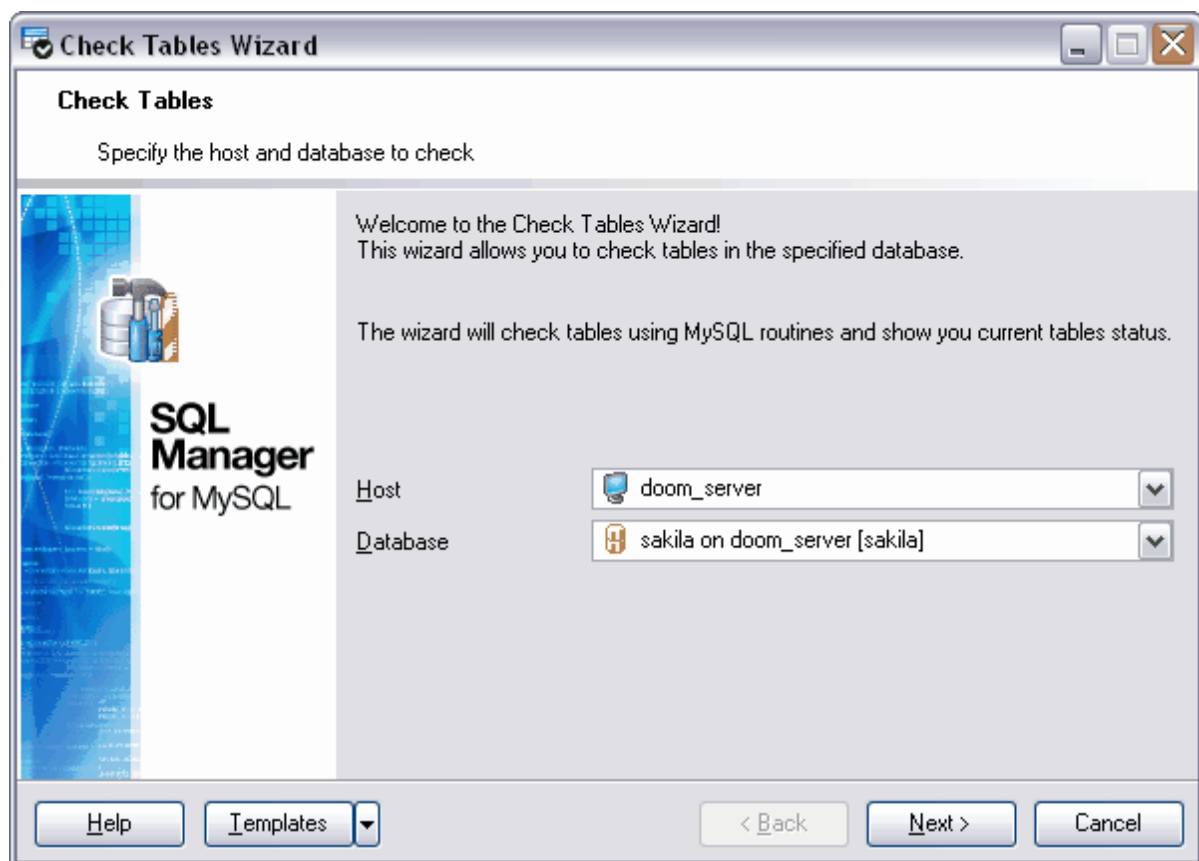 Check Tables Wizard
Check Tables
Specify the host and database to check
Welcome to the Check Tables Wizard!
This wizard allows you to check tables in the specified database.
The wizard will check tables using MySQL routines and show you current tables status.
SQL
Manager
for MySQL
Host
doom_server
Database
sakila on doom_server [sakila]
Help
Templates
< Back
Next >
Cancel